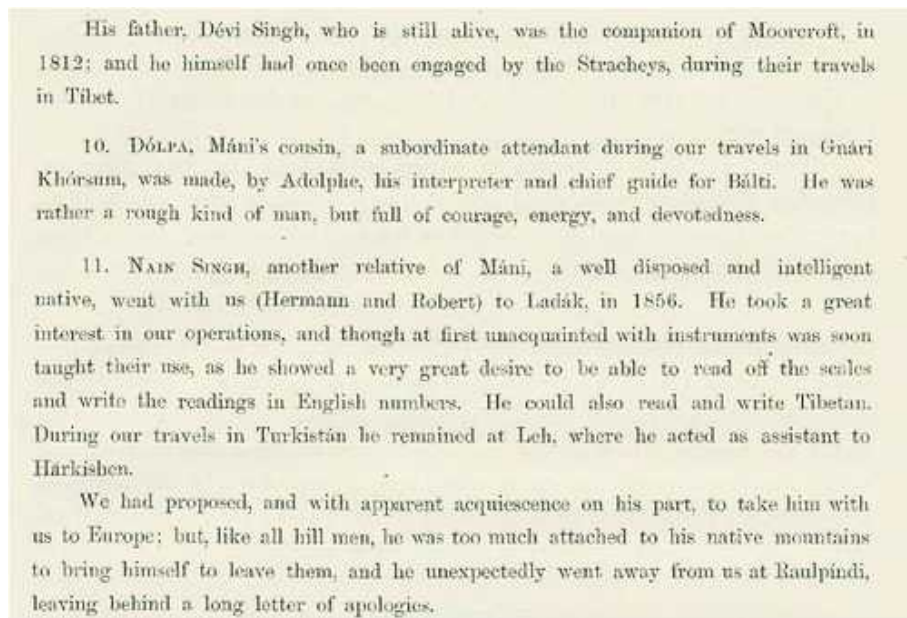 His father, Dévi Singh, who is still alive, was the companion of Moorcroft, in
1812; and he himself had once been engaged by the Stracheys, during their travels
in Tibet.
10. DÓLPA, Máni's cousin, a subordinate attendant during our travels in Gnári
Khórsum, was made, by Adolphe, his interpreter and chief guide for Bálti. He was
rather a rough kind of man, but full of courage, energy, and devotedness.
11. NAIN SINGH, another relative of Máni, a well disposed and intelligent
native, went with us (Hermann and Robert) to Ladák, in 1856. He took a great
interest in our operations, and though at first unacquainted with instruments was soon
taught their use, as he showed a very great desire to be able to read off the scales
and write the readings in English numbers. He could also read and write Tibetan.
During our travels in Turkistán he remained at Leh, where he acted as assistant to
Hárkishen.
We had proposed, and with apparent acquiescence on his part, to take him with
us to Europe; but, like all hill men, he was too much attached to his native mountains
to bring himself to leave them, and he unexpectedly went away from us at Raulpíndi,
leaving behind a long letter of apologies.